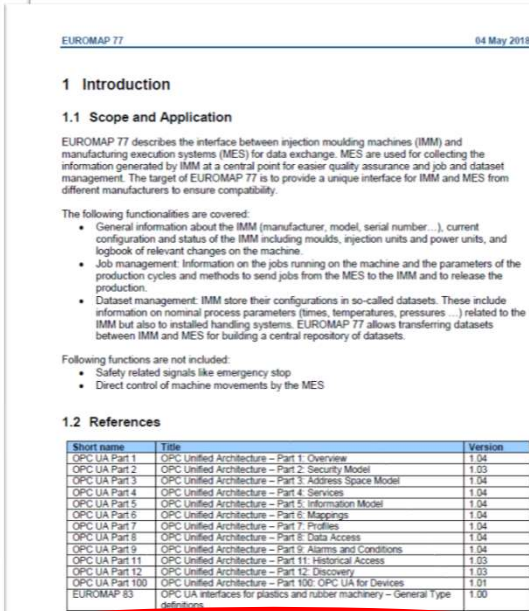 EUROMAP 77 04 May 2018
1 Introduction
1.1 Scope and Application
EUROMAP 77 describes the interface between injection moulding machines (IMM) and
manufacturing execution systems (MES) for data exchange. MES are used for collecting the
information generated by IMM at a central point for easier quality assurance and job and dataset
management. The target of EUROMAP 77 is to provide a unique interface for IMM and MES from
different manufacturers to ensure compatibility.
The following functionalities are covered:
• General information about the IMM (manufacturer, model, serial number…), current
configuration and status of the IMM including moulds, injection units and power units, and
logbook of relevant changes on the machine.
• Job management: Information on the jobs running on the machine and the parameters of the
production cycles and methods to send jobs from the MES to the IMM and to release the
production.
• Dataset management: IMM store their configurations in so-called datasets. These include
information on nominal process parameters (times, temperatures, pressures …) related to the
IMM but also to installed handling systems. EUROMAP 77 allows transferring datasets
between IMM and MES for building a central repository of datasets.
Following functions are not included:
• Safety related signals like emergency stop
• Direct control of machine movements by the MES
1.2 References
Short name Title Version
OPC UA Part 1 OPC Unified Architecture – Part 1: Overview 1.04
OPC UA Part 2 OPC Unified Architecture – Part 2: Security Model 1.03
OPC UA Part 3 OPC Unified Architecture – Part 3: Address Space Model 1.04
OPC UA Part 4 OPC Unified Architecture – Part 4: Services 1.04
OPC UA Part 5 OPC Unified Architecture – Part 5: Information Model 1.04
OPC UA Part 6 OPC Unified Architecture – Part 6: Mappings 1.04
OPC UA Part 7 OPC Unified Architecture – Part 7: Profiles 1.04
OPC UA Part 8 OPC Unified Architecture – Part 8: Data Access 1.04
OPC UA Part 9 OPC Unified Architecture – Part 9: Alarms and Conditions 1.04
OPC UA Part 11 OPC Unified Architecture – Part 11: Historical Access 1.03
OPC UA Part 12 OPC Unified Architecture – Part 12: Discovery 1.03
OPC UA Part 100 OPC Unified Architecture – Part 100: OPC UA for Devices 1.01
EUROMAP 83 OPC UA interfaces for plastics and rubber machinery – General Type 1.00
definitions